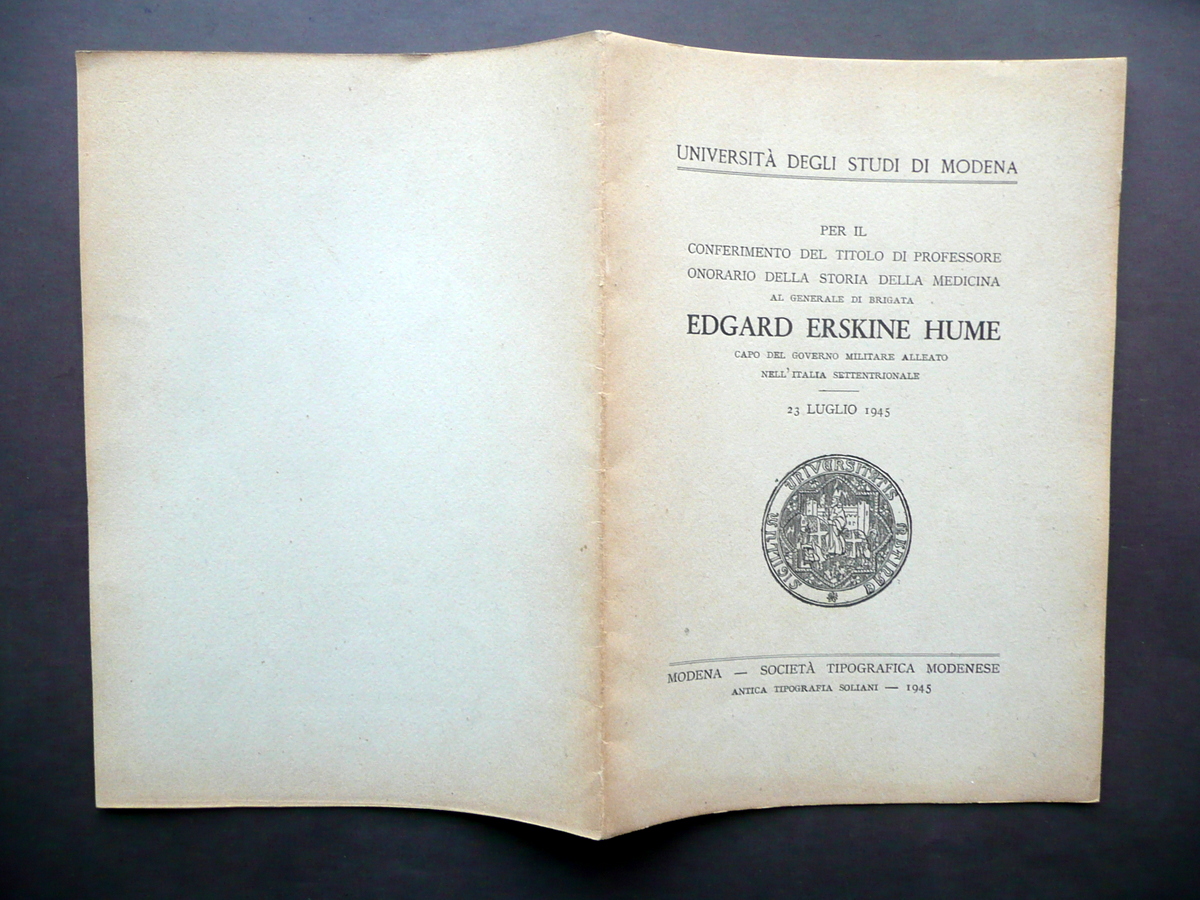 UNIVERSITÀ DEGLI STUDI DI MODENA
PER IL
CONFERIMENTO DEL TITOLO DI PROFESSORE
ONORARIO DELLA STORIA DELLA MEDICINA
AL GENERALE DI BRIGATA
EDGARD ERSKINE HUME
CAPO DEL GOVERNO MILITARE ALLEATO
NELL'ITALIA SETTENTRIONALE
23 LUGLIO 1945
UNIVERSITATIS
MODENA — SOCIETÀ TIPOGRAFICA MODENESE
ANTICA TIPOGRAFIA SOLIANI — 1945